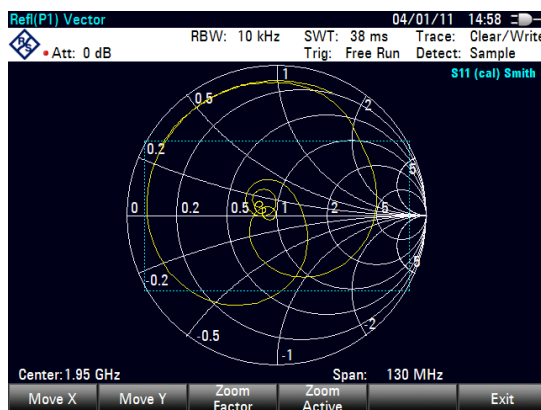 Refl(P1) Vector 04/01/11 14:58
RBW: 10 kHz SWT: 38 ms Trace: Clear/Write
Att: 0 dB Trig: Free Run Detect: Sample
S11 (cal) Smith
1
0.5 2
0.2 5
0 0.2 0.5 1 2 5
-0.2 -5
-0.5 -2
-1
Center: 1.95 GHz Span: 130 MHz
Move X Move Y Zoom Factor Zoom Active Exit